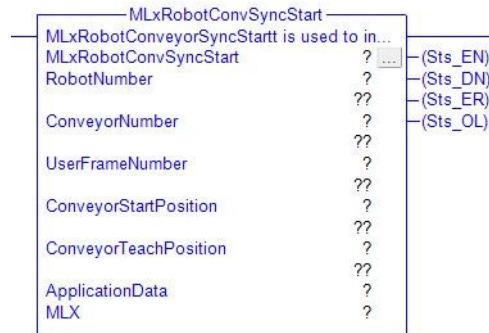 MLxRobotConvSyncStart
MLxRobotConveyorSyncStartt is used to in...
MLxRobotConvSyncStart ? ... (Sts_EN)
RobotNumber ? (Sts_DN)
?? (Sts_ER)
ConveyorNumber ? (Sts_OL)
??
UserFrameNumber ?
??
ConveyorStartPosition ?
??
ConveyorTeachPosition ?
??
ApplicationData ?
MLX ?